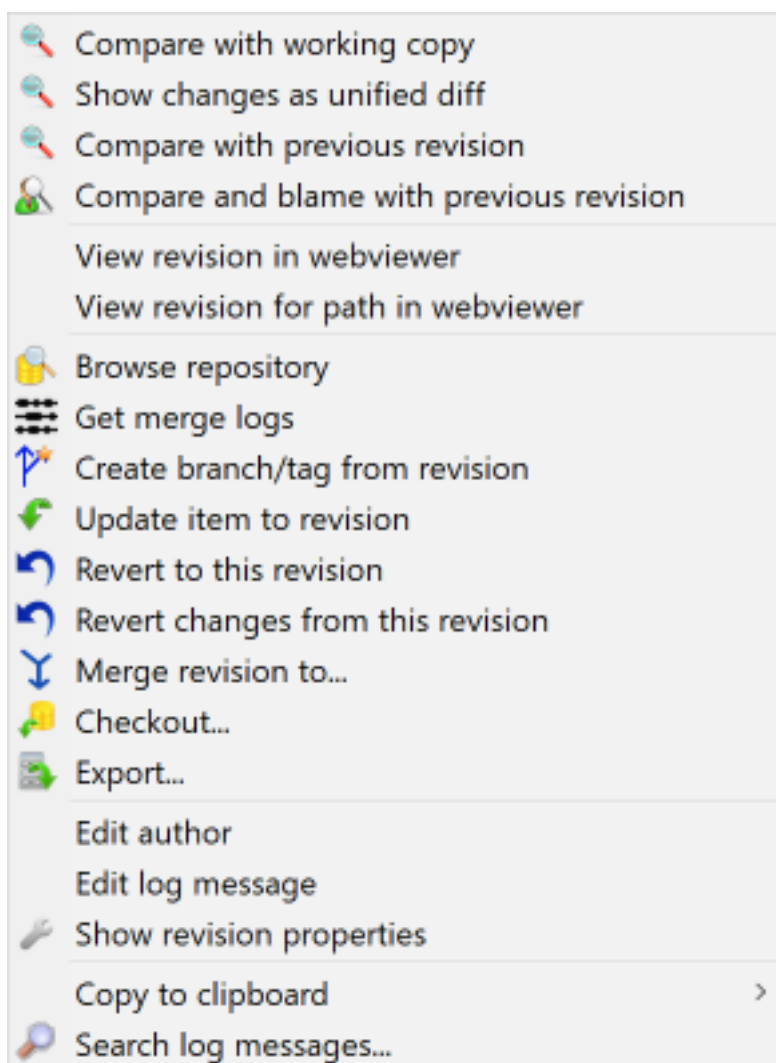 Compare with working copy
Show changes as unified diff
Compare with previous revision
Compare and blame with previous revision
View revision in webviewer
View revision for path in webviewer
Browse repository
Get merge logs
Create branch/tag from revision
Update item to revision
Revert to this revision
Revert changes from this revision
Merge revision to...
Checkout...
Export...
Edit author
Edit log message
Show revision properties
Copy to clipboard
Search log messages...